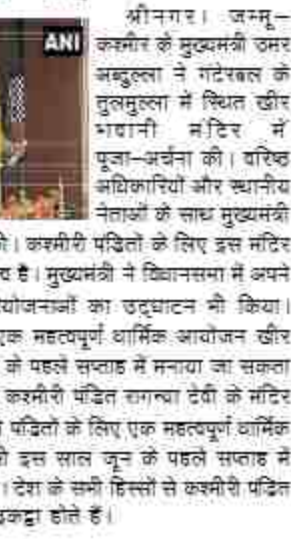 श्रीनगर। जम्मू–
ANI कश्मीर के मुख्यमंत्री उमर
अब्दुल्ला ने गंदेरबल के
तुलमुल्ला में स्थित खीर
भवानी मंदिर में
पूजा–अर्चना की। वरिष्ठ
अधिकारियों और स्थानीय
नेताओं के साथ मुख्यमंत्री
। कश्मीरी पंडितों के लिए इस मंदिर
है। मुख्यमंत्री ने विधानसभा में अपने
योजनाओं का उद्घाटन भी किया।
एक महत्वपूर्ण धार्मिक आयोजन खीर
के पहले सप्ताह में मनाया जा सकता
कश्मीरी पंडित रागन्या देवी के मंदिर
पंडितों के लिए एक महत्वपूर्ण धार्मिक
इस साल जून के पहले सप्ताह में
। देश के सभी हिस्सों से कश्मीरी पंडित
इकट्ठा होते हैं।